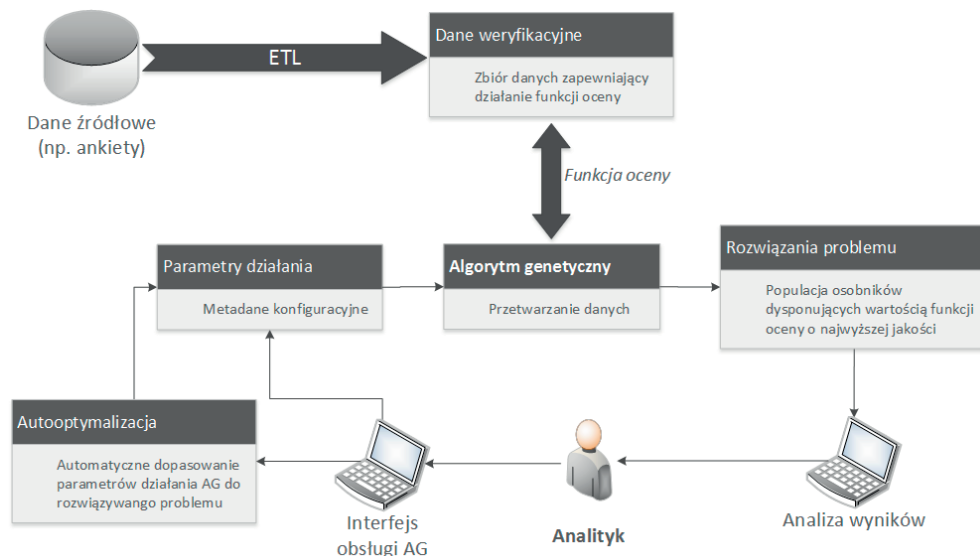 Dane weryfikacyjne
ETL
Zbiór danych zapewniający
działanie funkcji oceny
Dane źródłowe
(np. ankiety)
Funkcja oceny
Parametry działania
Metadane konfiguracyjne
Algorytm genetyczny
Przetwarzanie danych
Rozwiązania problemu
Populacja osobników
dysponujących wartością funkcji
oceny o najwyższej jakości
Autooptymalizacja
Automatyczne dopasowanie
parametrów działania AG do
rozwiązywango problemu
Interfejs
obsługi AG
Analityk
Analiza wyników